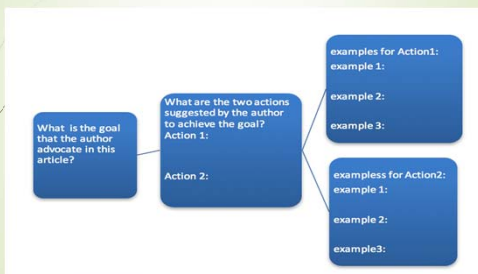 What is the goal
that the author
advocate in this
article?
What are the two actions
suggested by the author
to achieve the goal?
Action 1:
Action 2:
examples for Action1:
example 1:
example 2:
example 3:
exampless for Action2:
example 1:
example 2:
example3: